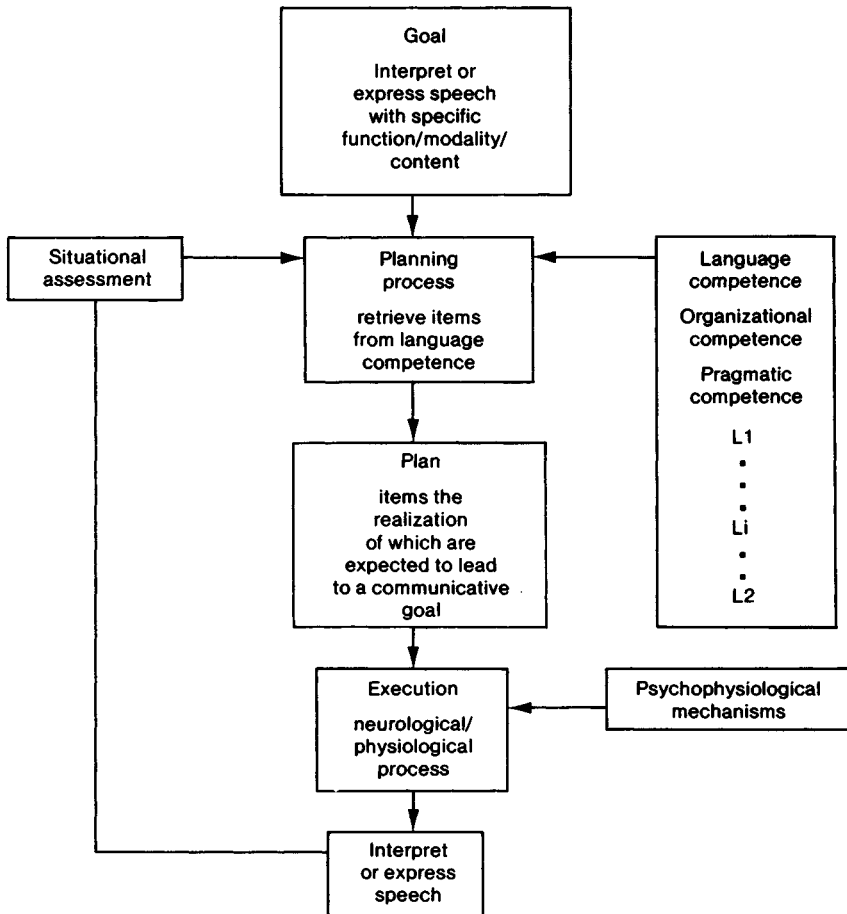 Goal
Interpret or
express speech
with specific
function/modality/
content
Situational
assessment
Planning
process
retrieve items
from language
competence
Language
competence
Organizational
competence
Pragmatic
competence
L1
Li
L2
Plan
items the
realization
of which are
expected to lead
to a communicative
goal
Execution
neurological/
physiological
process
Psychophysiological
mechanisms
Interpret
or express
speech